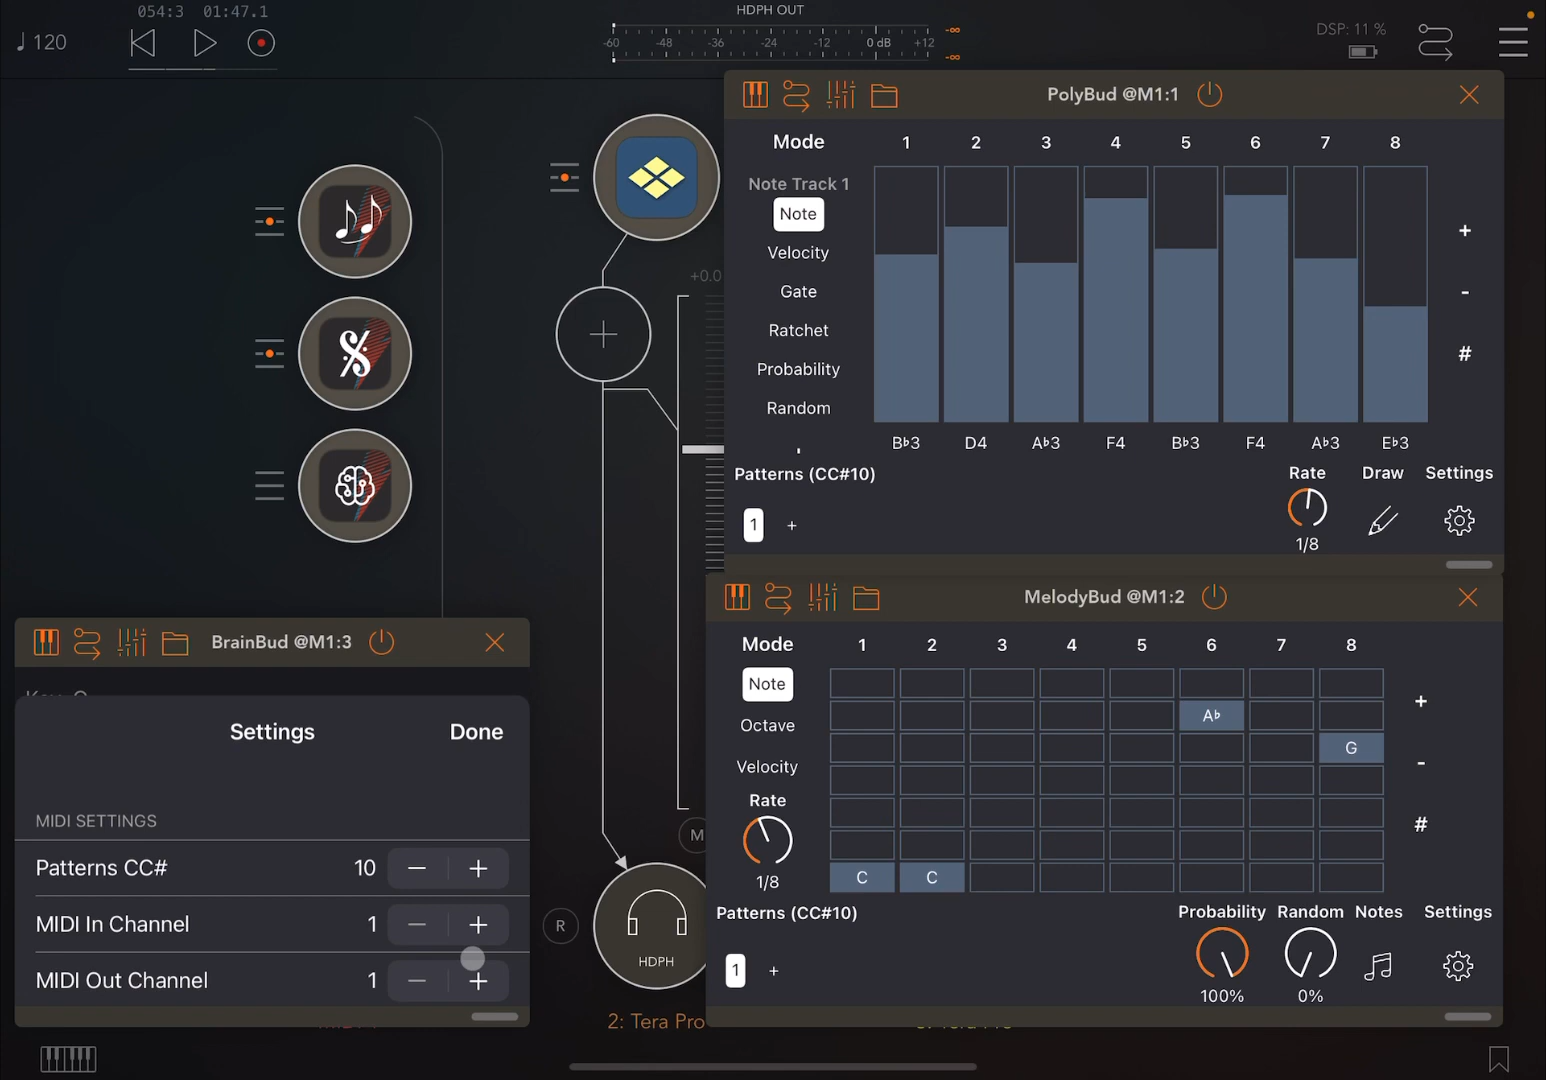 054:3 01:47.1
HDPH OUT
120
-60 -48 -36 -24 -12 0 dB +12
-∞
-∞
DSP: 11 %
PolyBud @M1:1
Mode 1 2 3 4 5 6 7 8
Note Track 1
Note
Velocity
Gate
Ratchet
Probability
Random
+
-
#
B♭3 D4 A♭3 F4 B♭3 F4 A♭3 E♭3
Patterns (CC#10)
Rate Draw Settings
1 +
1/8
+0.0
M
R
HDPH
2: Tera Pro
MelodyBud @M1:2
Mode 1 2 3 4 5 6 7 8
Note
Octave
Velocity
Rate
1/8
A♭
G
C C
+
-
#
Patterns (CC#10)
Probability Random Notes Settings
1 +
100% 0%
BrainBud @M1:3
Settings Done
MIDI SETTINGS
Patterns CC# 10 − +
MIDI In Channel 1 − +
MIDI Out Channel 1 − +